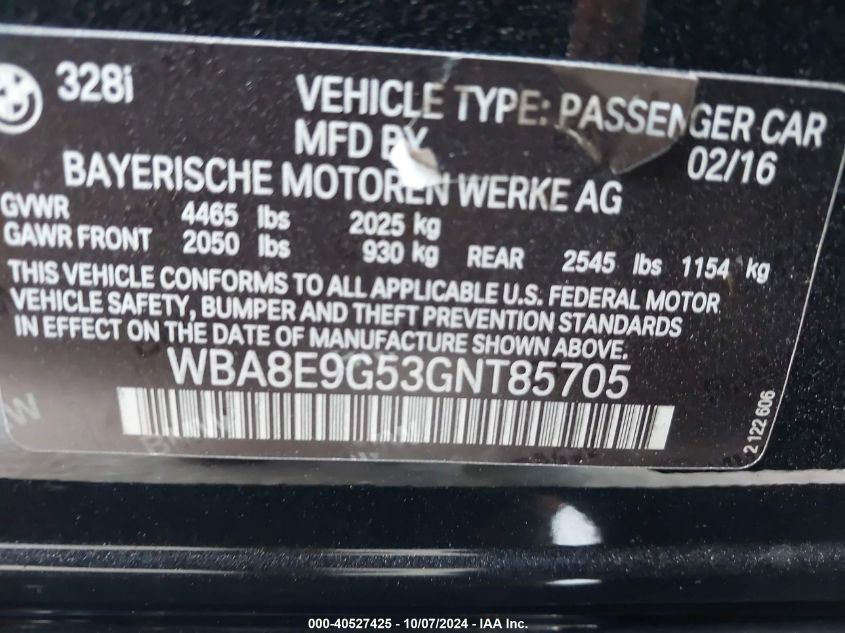 328i
VEHICLE TYPE: PASSENGER CAR
MFD BY 02/16
BAYERISCHE MOTOREN WERKE AG
GVWR 4465 lbs 2025 kg
GAWR FRONT 2050 lbs 930 kg REAR 2545 lbs 1154 kg
THIS VEHICLE CONFORMS TO ALL APPLICABLE U.S. FEDERAL MOTOR
VEHICLE SAFETY, BUMPER AND THEFT PREVENTION STANDARDS
IN EFFECT ON THE DATE OF MANUFACTURE SHOWN ABOVE.
WBA8E9G53GNT85705
2 122 606
000-40527425 - 10/07/2024 - IAA Inc.